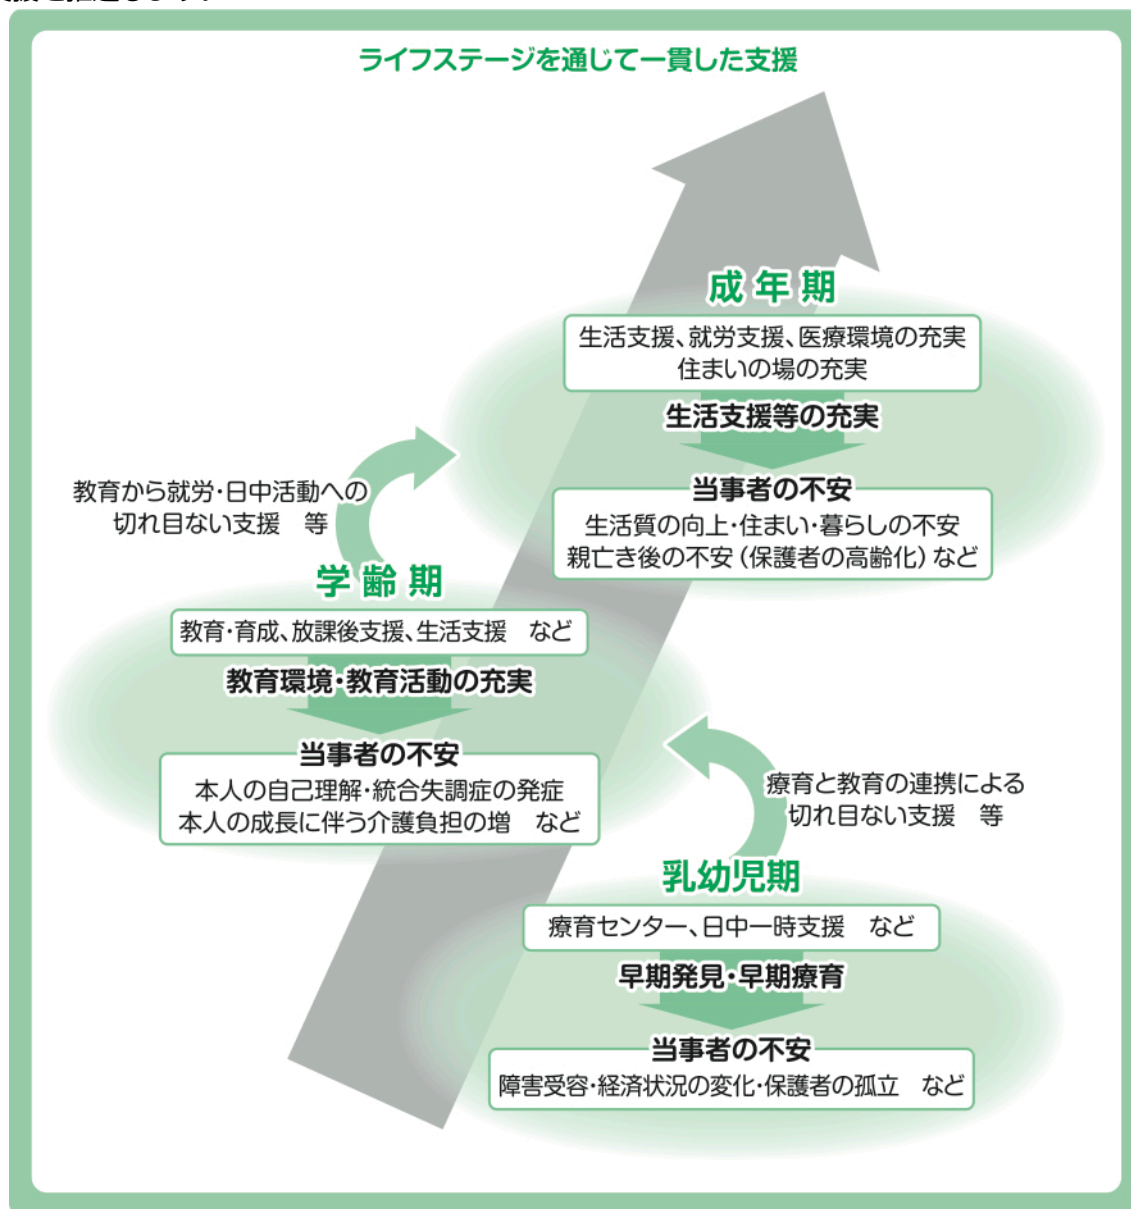 ライフステージを通じて一貫した支援
成年期
生活支援、就労支援、医療環境の充実
住まいの場の充実
生活支援等の充実
当事者の不安
生活質の向上・住まい・暮らしの不安
親亡き後の不安（保護者の高齢化）など
教育から就労・日中活動への
切れ目ない支援　等
学齢期
教育・育成、放課後支援、生活支援　など
教育環境・教育活動の充実
当事者の不安
本人の自己理解・統合失調症の発症
本人の成長に伴う介護負担の増　など
療育と教育の連携による
切れ目ない支援　等
乳幼児期
療育センター、日中一時支援　など
早期発見・早期療育
当事者の不安
障害受容・経済状況の変化・保護者の孤立　など